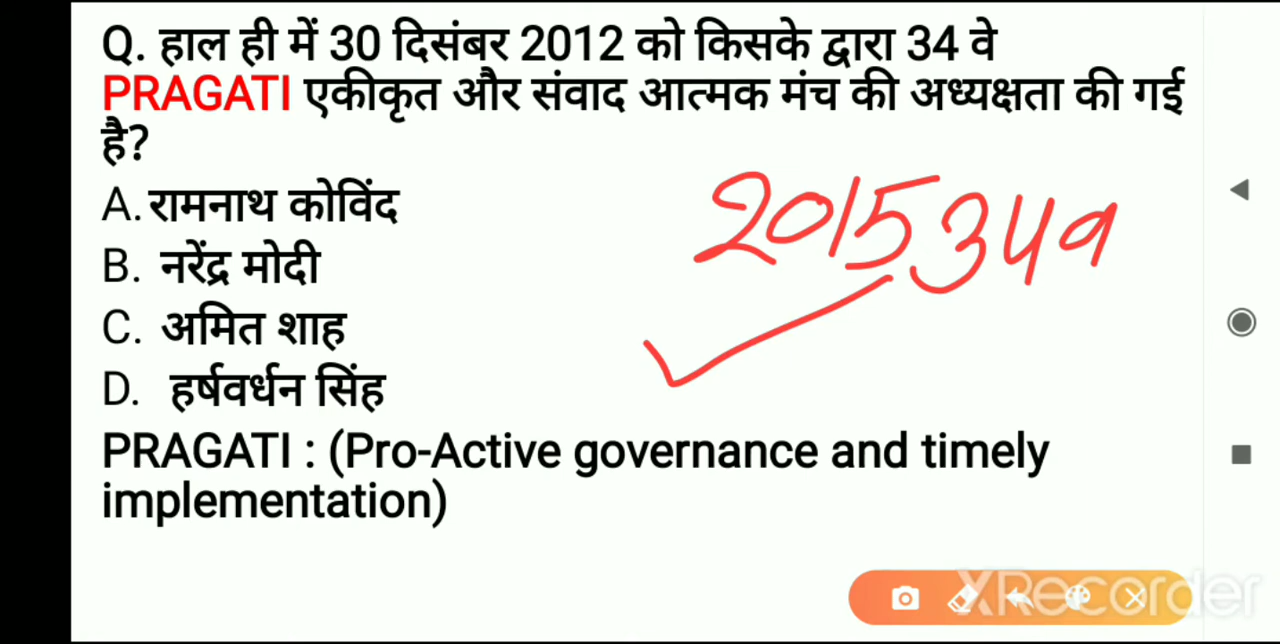 Q. हाल ही में 30 दिसंबर 2012 को किसके द्वारा 34 वे
PRAGATI एकीकृत और संवाद आत्मक मंच की अध्यक्षता की गई
है?
A. रामनाथ कोविंद
B. नरेंद्र मोदी
2015
C. अमित शाह
D. हर्षवर्धन सिंह
PRAGATI : (Pro-Active governance and timely
implementation)
XRecorder